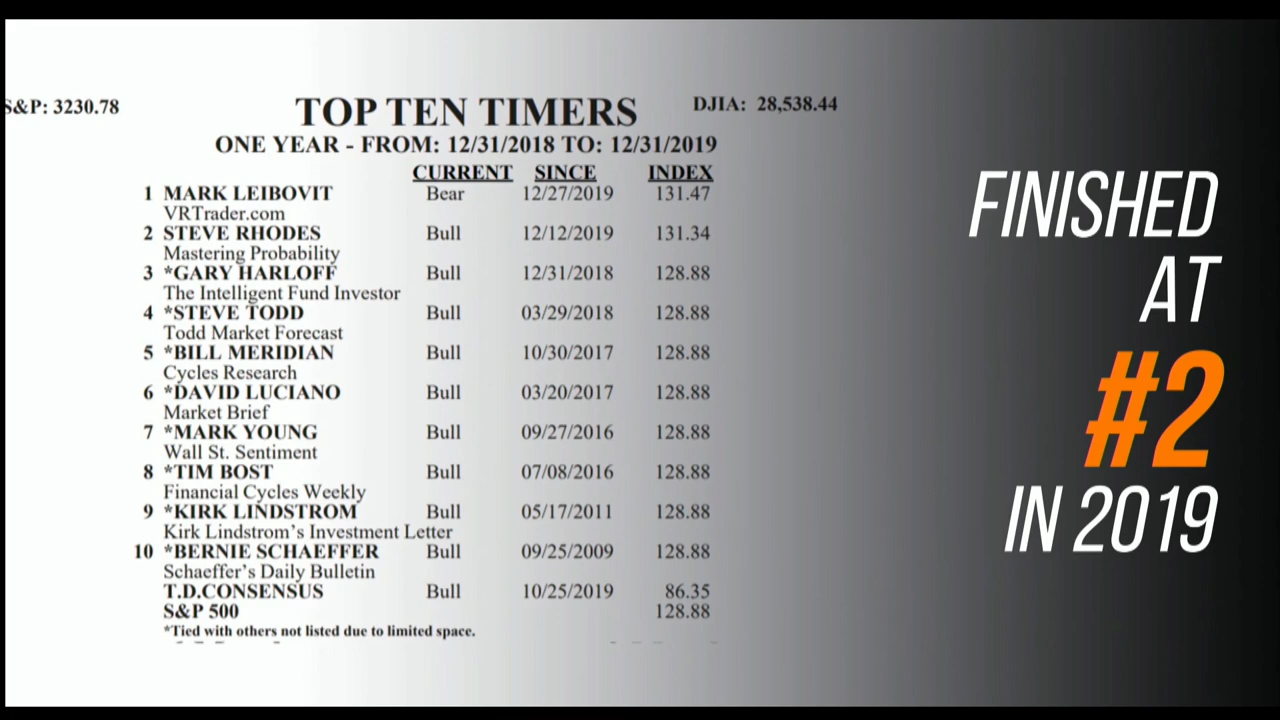 S&P: 3230.78
TOP TEN TIMERS
DJIA: 28,538.44
ONE YEAR - FROM: 12/31/2018 TO: 12/31/2019
CURRENT SINCE INDEX
1 MARK LEIBOVIT Bear 12/27/2019 131.47
VRTrader.com
2 STEVE RHODES Bull 12/12/2019 131.34
Mastering Probability
3 *GARY HARLOFF Bull 12/31/2018 128.88
The Intelligent Fund Investor
4 *STEVE TODD Bull 03/29/2018 128.88
Todd Market Forecast
5 *BILL MERIDIAN Bull 10/30/2017 128.88
Cycles Research
6 *DAVID LUCIANO Bull 03/20/2017 128.88
Market Brief
7 *MARK YOUNG Bull 09/27/2016 128.88
Wall St. Sentiment
8 *TIM BOST Bull 07/08/2016 128.88
Financial Cycles Weekly
9 *KIRK LINDSTROM Bull 05/17/2011 128.88
Kirk Lindstrom's Investment Letter
10 *BERNIE SCHAEFFER Bull 09/25/2009 128.88
Schaeffer's Daily Bulletin
T.D.CONSENSUS Bull 10/25/2019 86.35
S&P 500 128.88
*Tied with others not listed due to limited space.
FINISHED
AT
#2
IN 2019